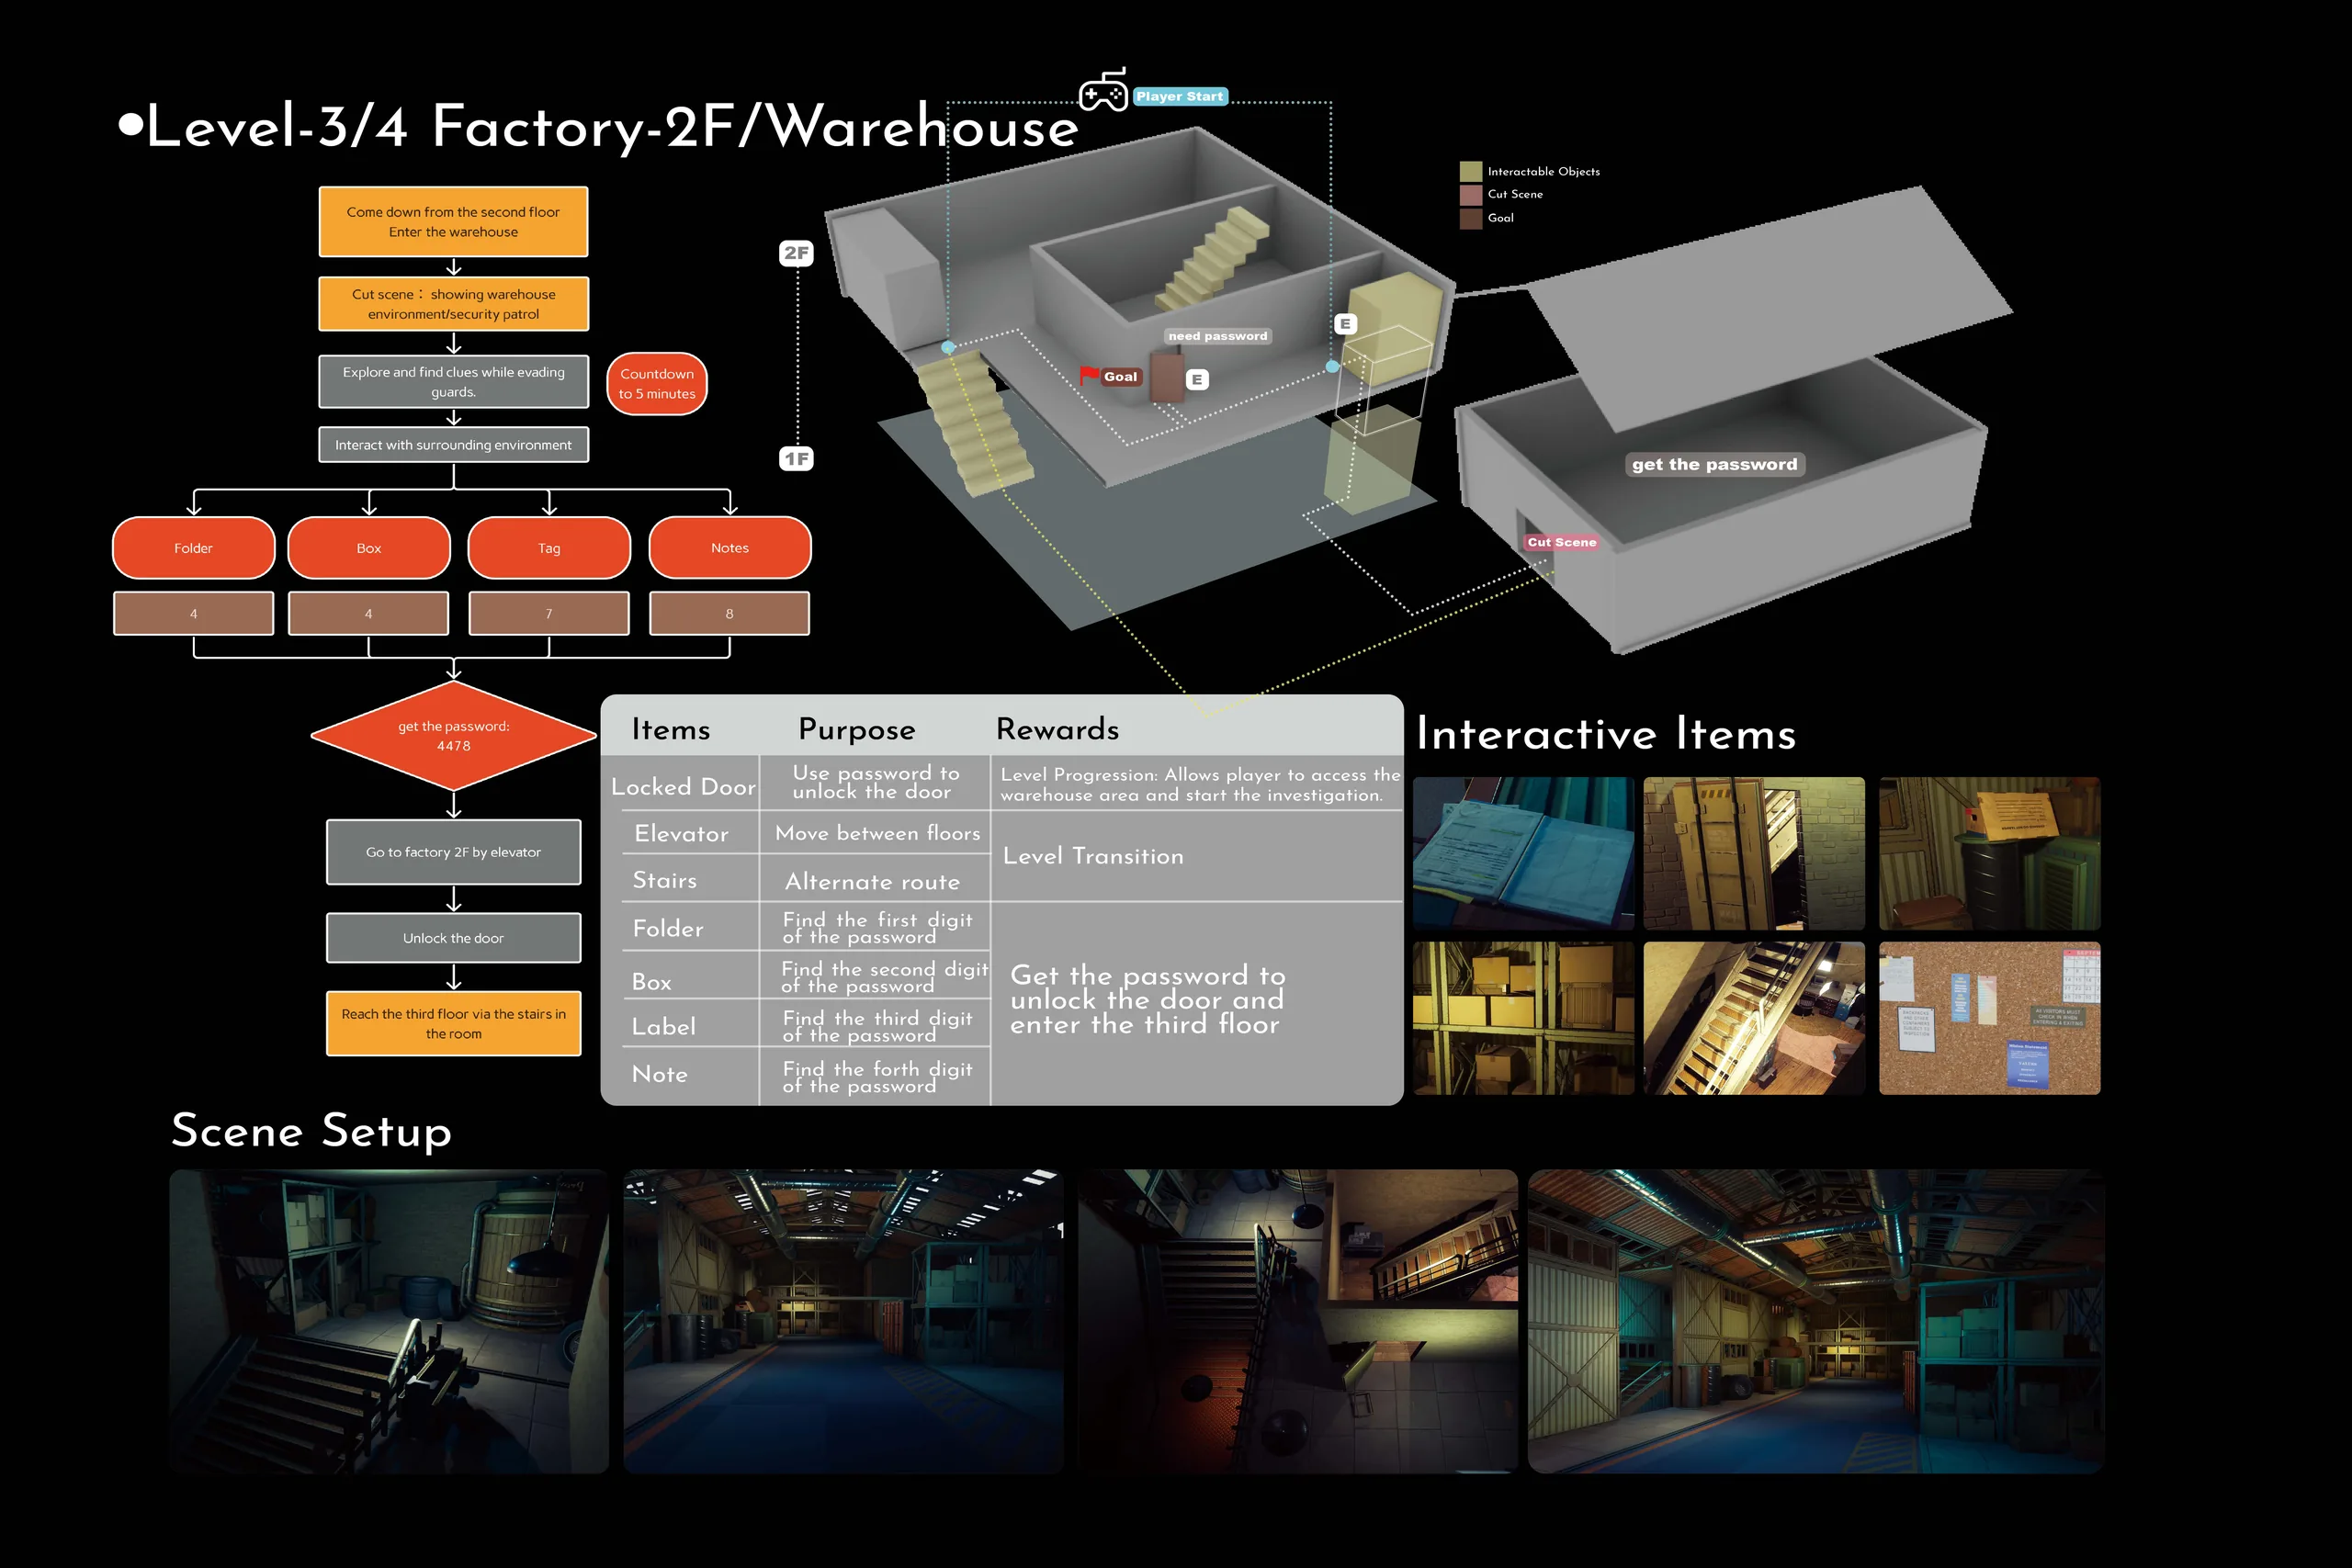 •Level-3/4 Factory-2F/Warehouse
Player Start
Come down from the second floor
Enter the warehouse
Cut scene： showing warehouse
environment/security patrol
Explore and find clues while evading
guards.
Countdown
to 5 minutes
Interact with surrounding environment
Folder
Box
Tag
Notes
4
4
7
8
get the password:
4478
Go to factory 2F by elevator
Unlock the door
Reach the third floor via the stairs in
the room
2F
1F
need password
Goal
E
E
Interactable Objects
Cut Scene
Goal
get the password
Cut Scene
Items
Purpose
Rewards
Locked Door
Use password to
unlock the door
Level Progression: Allows player to access the
warehouse area and start the investigation.
Elevator
Move between floors
Level Transition
Stairs
Alternate route
Folder
Find the first digit
of the password
Box
Find the second digit
of the password
Label
Find the third digit
of the password
Note
Find the forth digit
of the password
Get the password to
unlock the door and
enter the third floor
Interactive Items
ALL VISITORS MUST
CHECK IN WHEN
ENTERING & EXITING
Scene Setup